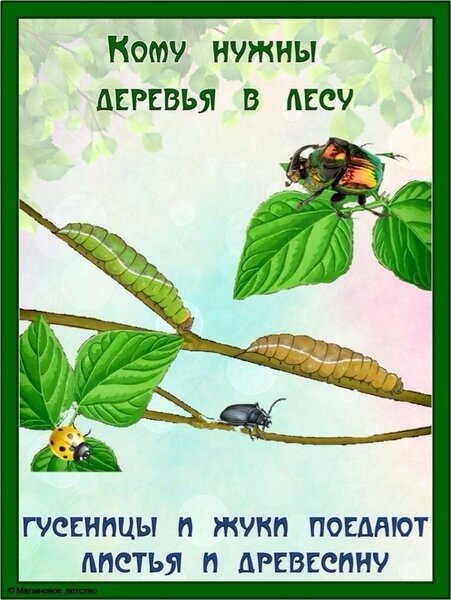 Кому нужны
деревья в лесу
гусеницы и жуки поедают
листья и древесину
© Малиновое детство